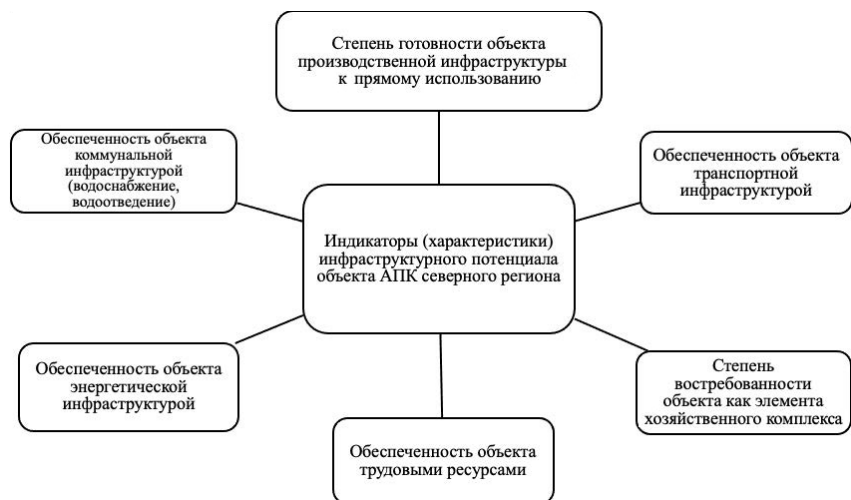 Степень готовности объекта
производственной инфраструктуры
к прямому использованию
Обеспеченность объекта
коммунальной
инфраструктурой
(водоснабжение,
водоотведение)
Обеспеченность объекта
транспортной
инфраструктурой
Индикаторы (характеристики)
инфраструктурного потенциала
объекта АПК северного региона
Обеспеченность объекта
энергетической
инфраструктурой
Степень
востребованности
объекта как элемента
хозяйственного комплекса
Обеспеченность объекта
трудовыми ресурсами